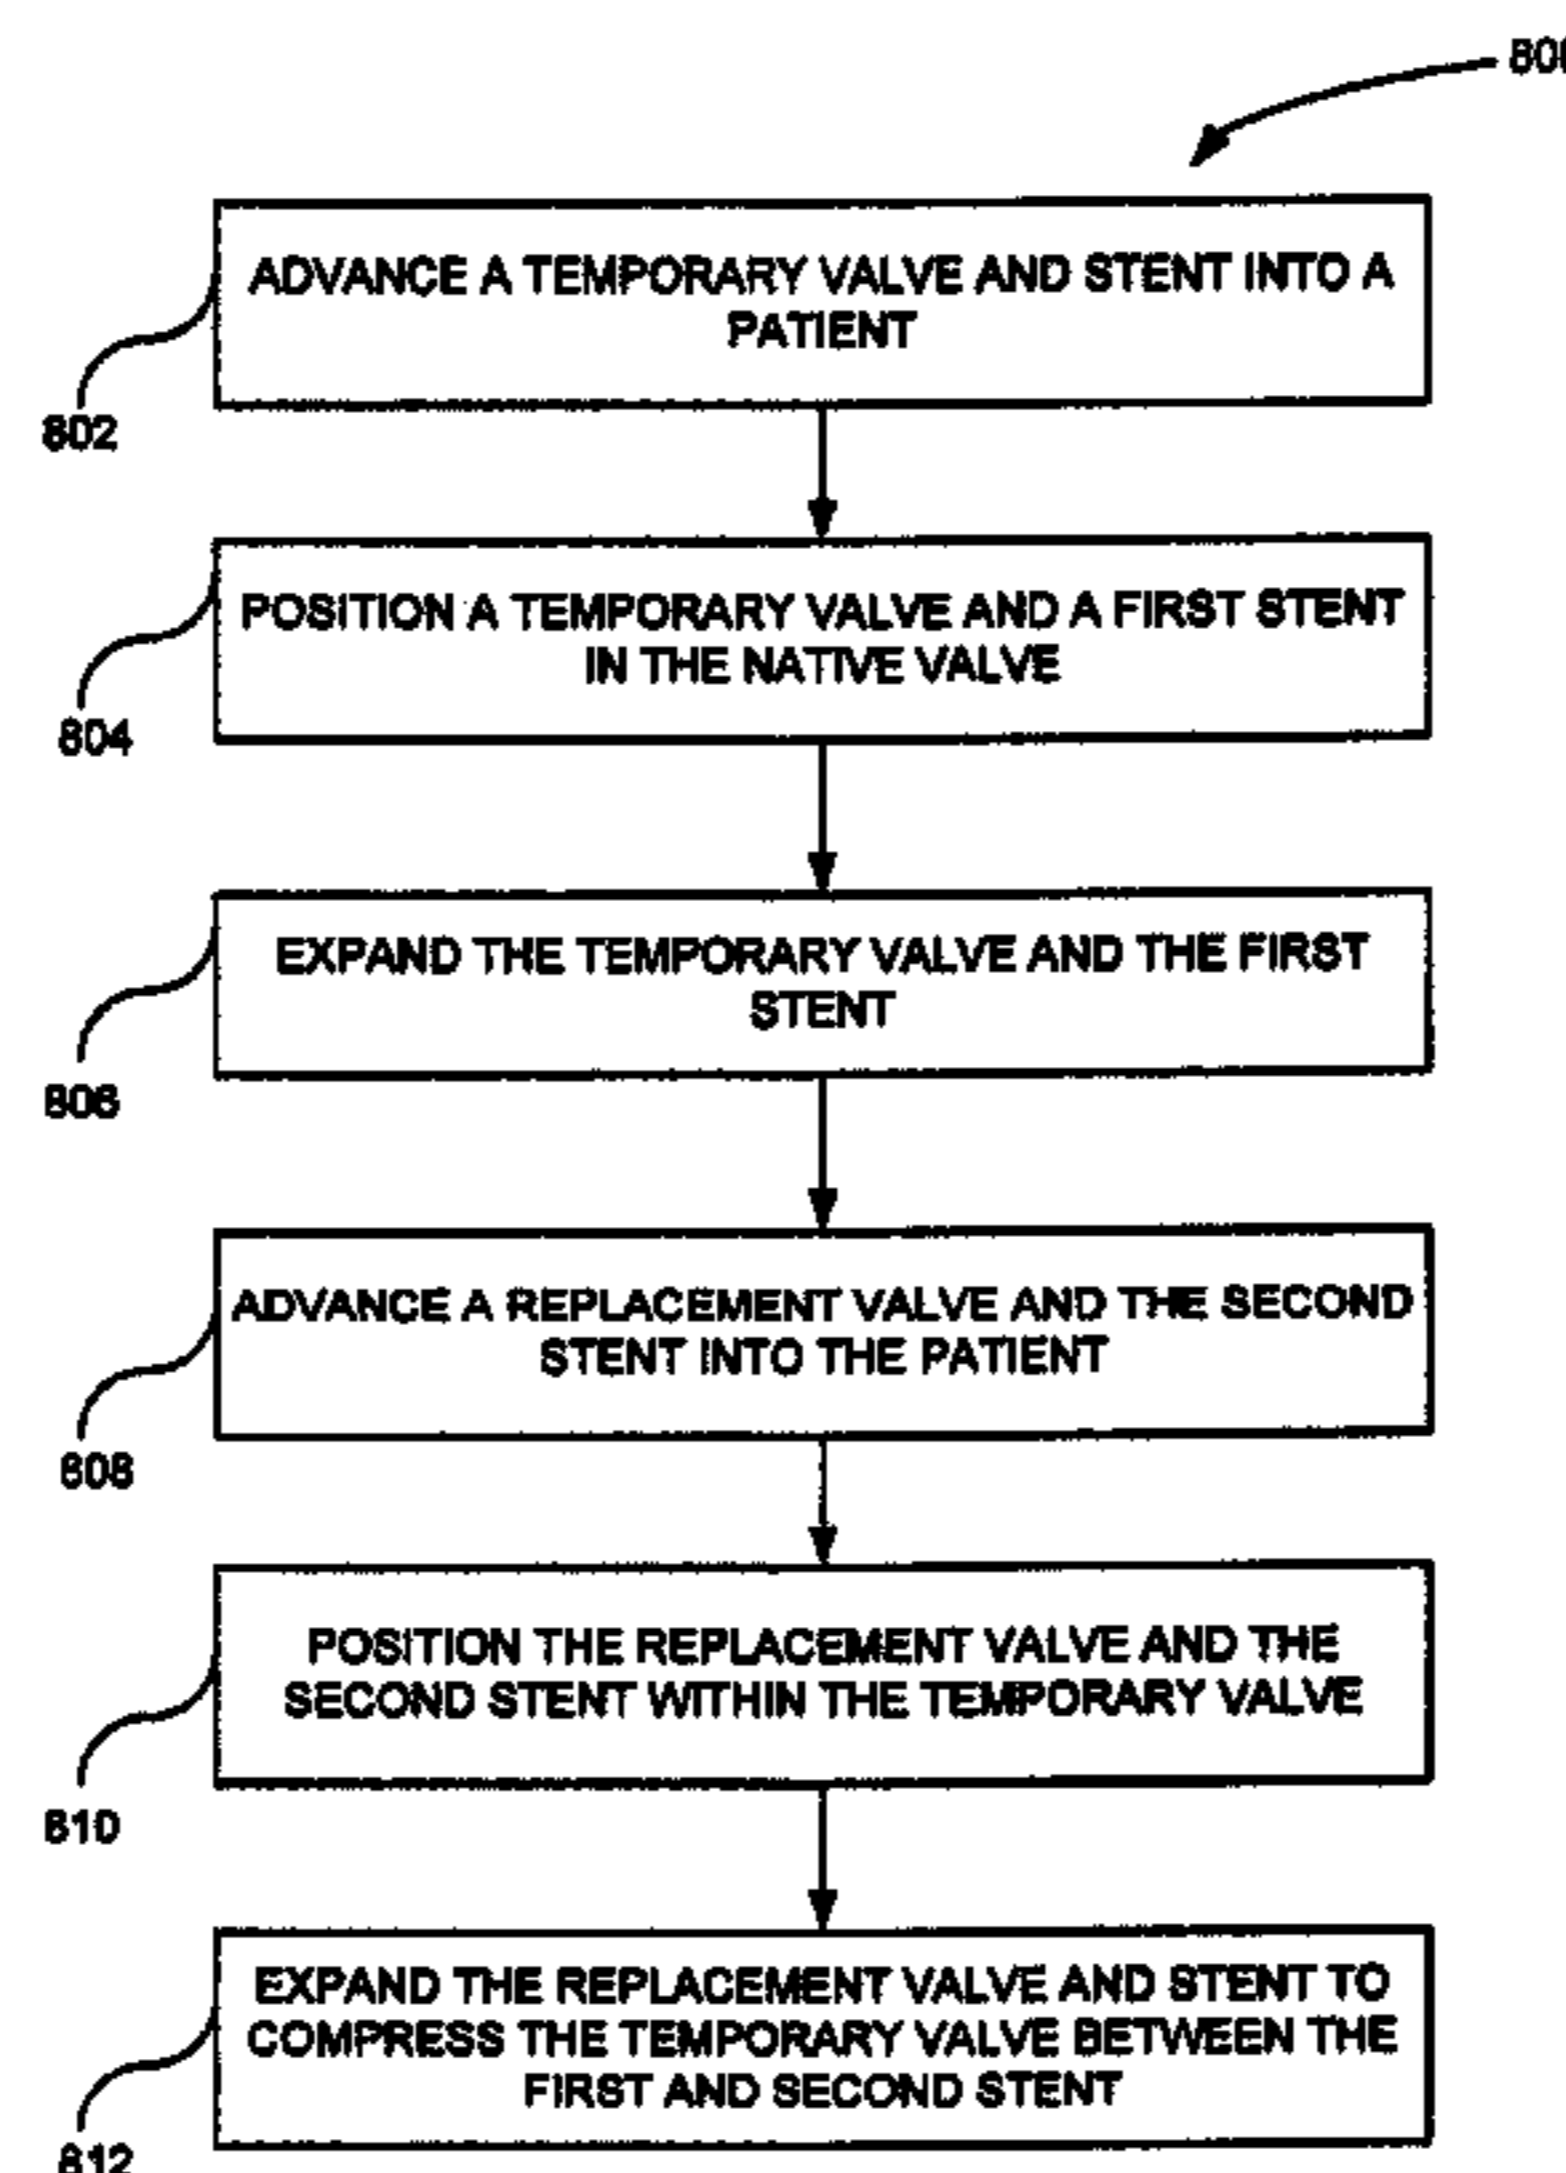 ADVANCE A TEMPORARY VALVE AND STENT INTO A
PATIENT
802
POSITION A TEMPORARY VALVE AND A FIRST STENT
IN THE NATIVE VALVE
804
EXPAND THE TEMPORARY VALVE AND THE FIRST
STENT
806
ADVANCE A REPLACEMENT VALVE AND THE SECOND
STENT INTO THE PATIENT
808
POSITION THE REPLACEMENT VALVE AND THE
SECOND STENT WITHIN THE TEMPORARY VALVE
810
EXPAND THE REPLACEMENT VALVE AND STENT TO
COMPRESS THE TEMPORARY VALVE BETWEEN THE
FIRST AND SECOND STENT
812